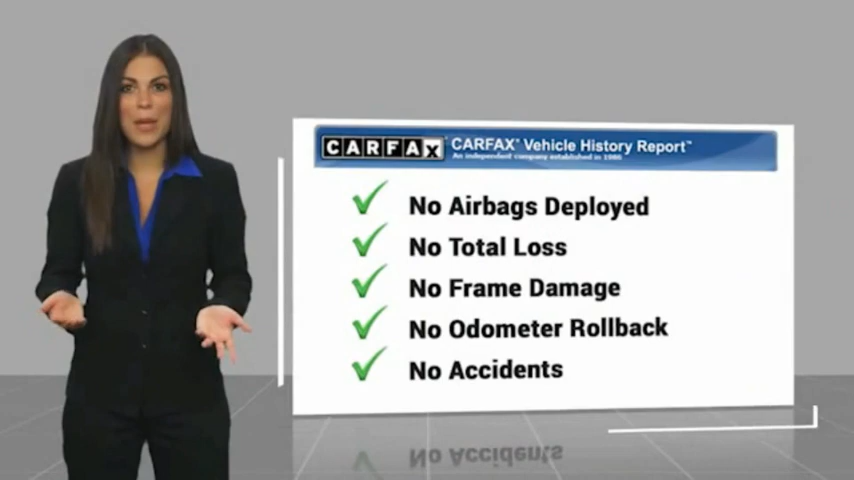 CARFAX CARFAX™ Vehicle History Report™
An independent company established in 1986
No Airbags Deployed
No Total Loss
No Frame Damage
No Odometer Rollback
No Accidents
No Accidents